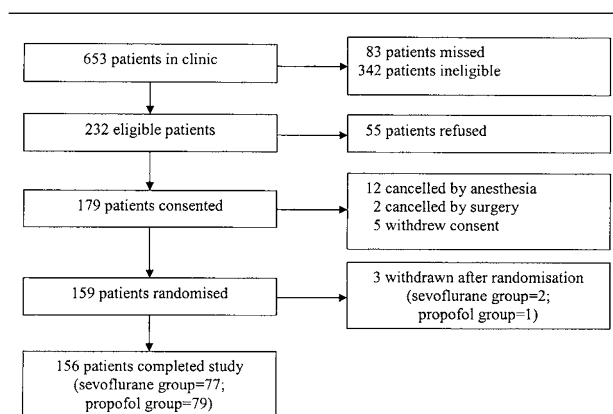 653 patients in clinic
83 patients missed
342 patients ineligible
232 eligible patients
55 patients refused
179 patients consented
12 cancelled by anesthesia
2 cancelled by surgery
5 withdrew consent
159 patients randomised
3 withdrawn after randomisation
(sevoflurane group=2;
propofol group=1)
156 patients completed study
(sevoflurane group=77;
propofol group=79)